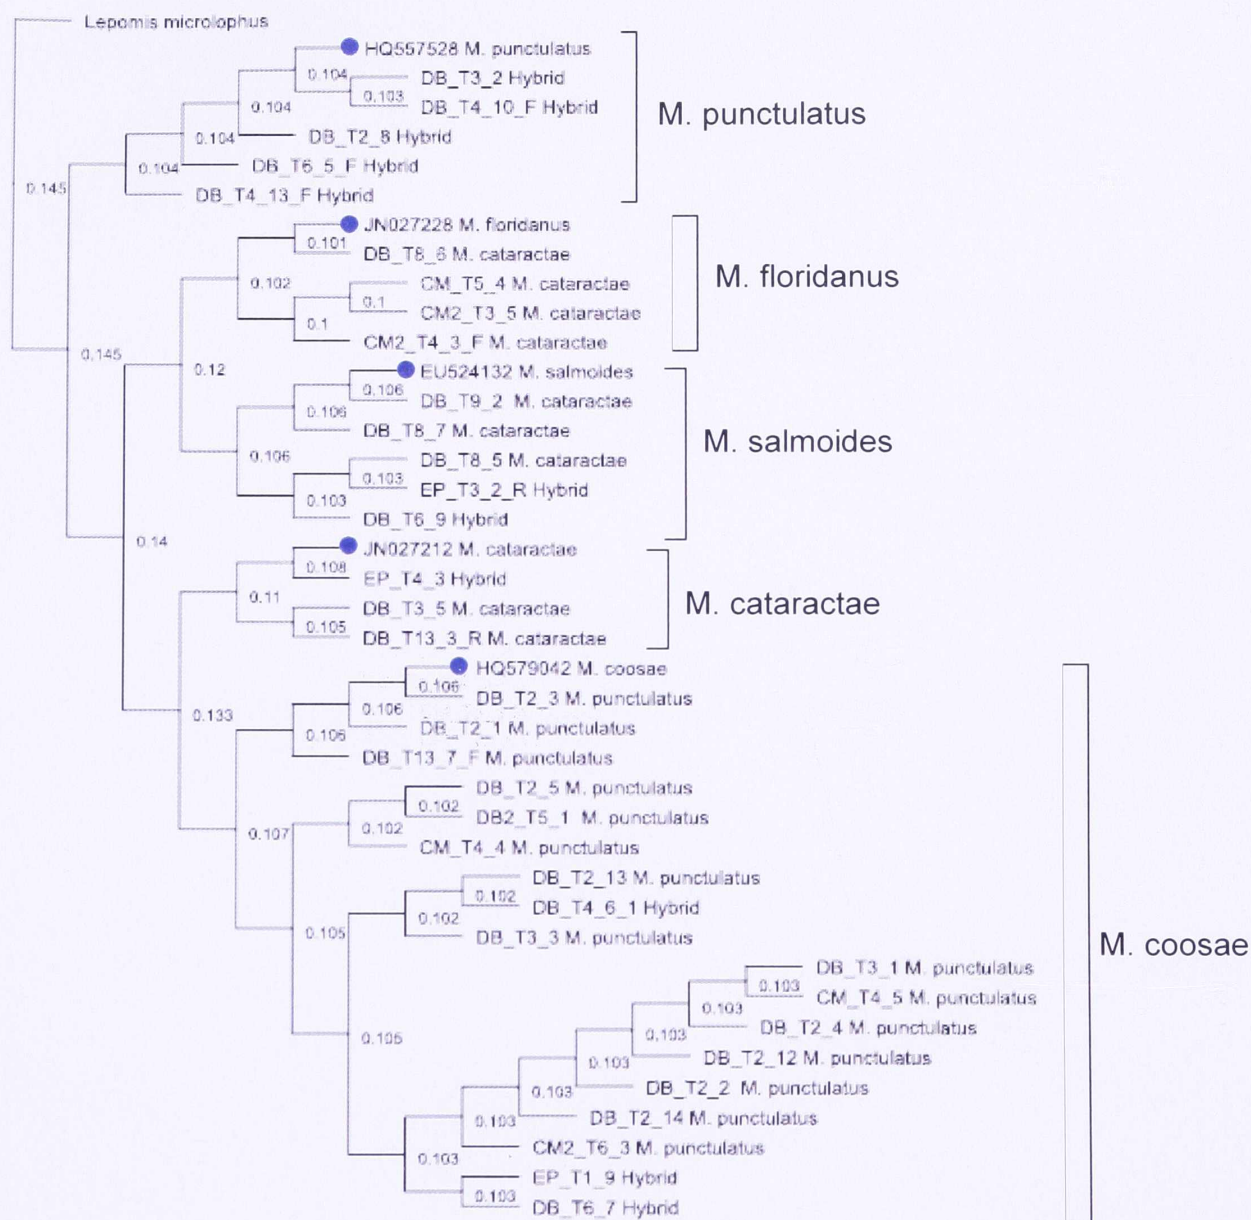 Lepomis microlophus
HQ557528 M. punctulatus
0.104
DB_T3_2 Hybrid
0.103
0.104
DB_T4_10_F Hybrid
M. punctulatus
0.104
DB_T2_8 Hybrid
0.104
DB_T6_5_F Hybrid
0.145
DB_T4_13_F Hybrid
JN027228 M. floridanus
0.101
DB_T8_6 M. cataractae
0.102
CM_T5_4 M. cataractae
M. floridanus
0.1
CM2_T3_5 M. cataractae
0.1
CM2_T4_3_F M. cataractae
0.145
0.12
EU524132 M. salmoides
0.106
DB_T9_2 M. cataractae
0.106
DB_T8_7 M. cataractae
M. salmoides
0.106
DB_T8_5 M. cataractae
0.103
EP_T3_2_R Hybrid
0.103
DB_T6_9 Hybrid
0.14
JN027212 M. cataractae
0.108
EP_T4_3 Hybrid
0.11
DB_T3_5 M. cataractae
M. cataractae
0.105
DB_T13_3_R M. cataractae
HQ579042 M. coosae
0.106
DB_T2_3 M. punctulatus
0.106
0.133
DB_T2_1 M. punctulatus
0.106
DB_T13_7_F M. punctulatus
DB_T2_5 M. punctulatus
0.102
DB2_T5_1 M. punctulatus
0.102
0.107
CM_T4_4 M. punctulatus
DB_T2_13 M. punctulatus
0.102
DB_T4_6_1 Hybrid
0.102
0.105
DB_T3_3 M. punctulatus
M. coosae
DB_T3_1 M. punctulatus
0.103
CM_T4_5 M. punctulatus
0.103
DB_T2_4 M. punctulatus
0.103
0.105
DB_T2_12 M. punctulatus
0.103
DB_T2_2 M. punctulatus
0.103
DB_T2_14 M. punctulatus
0.103
CM2_T6_3 M. punctulatus
0.103
EP_T1_9 Hybrid
0.103
DB_T6_7 Hybrid